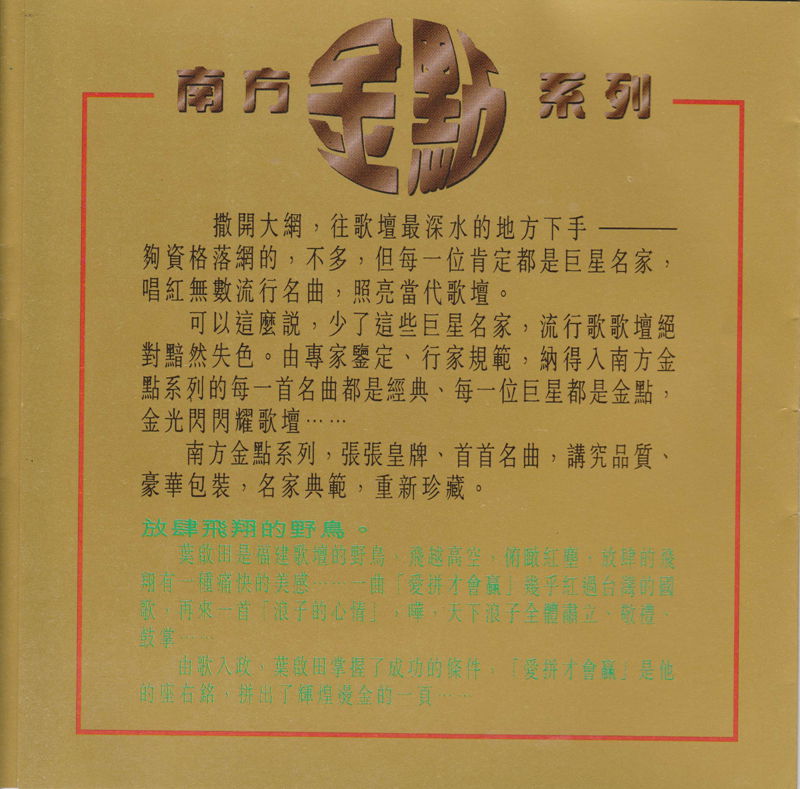 南方金點系列
撒開大網，往歌壇最深水的地方下手———
夠資格落網的，不多，但每一位肯定都是巨星名家，
唱紅無數流行名曲，照亮當代歌壇。
可以這麼說，少了這些巨星名家，流行歌歌壇絕
對黯然失色。由專家鑒定、行家規範，納得入南方金
點系列的每一首名曲都是經典、每一位巨星都是金點，
金光閃閃耀歌壇……
南方金點系列，張張皇牌、首首名曲，講究品質、
豪華包裝，名家典範，重新珍藏。
放肆飛翔的野鳥。
葉啟田是福建歌壇的野鳥、飛越高空，俯瞰紅塵，放肆的飛
翔有一種痛快的美感……一曲「愛拼才會贏」幾乎紅過台灣的國
歌，再來一首「浪子的心情」，嘩，天下浪子全體肅立、敬禮、
鼓掌……
由歌入政，葉啟田掌握了成功的條件，「愛拼才會贏」是他
的座右銘，拼出了輝煌燙金的一頁……